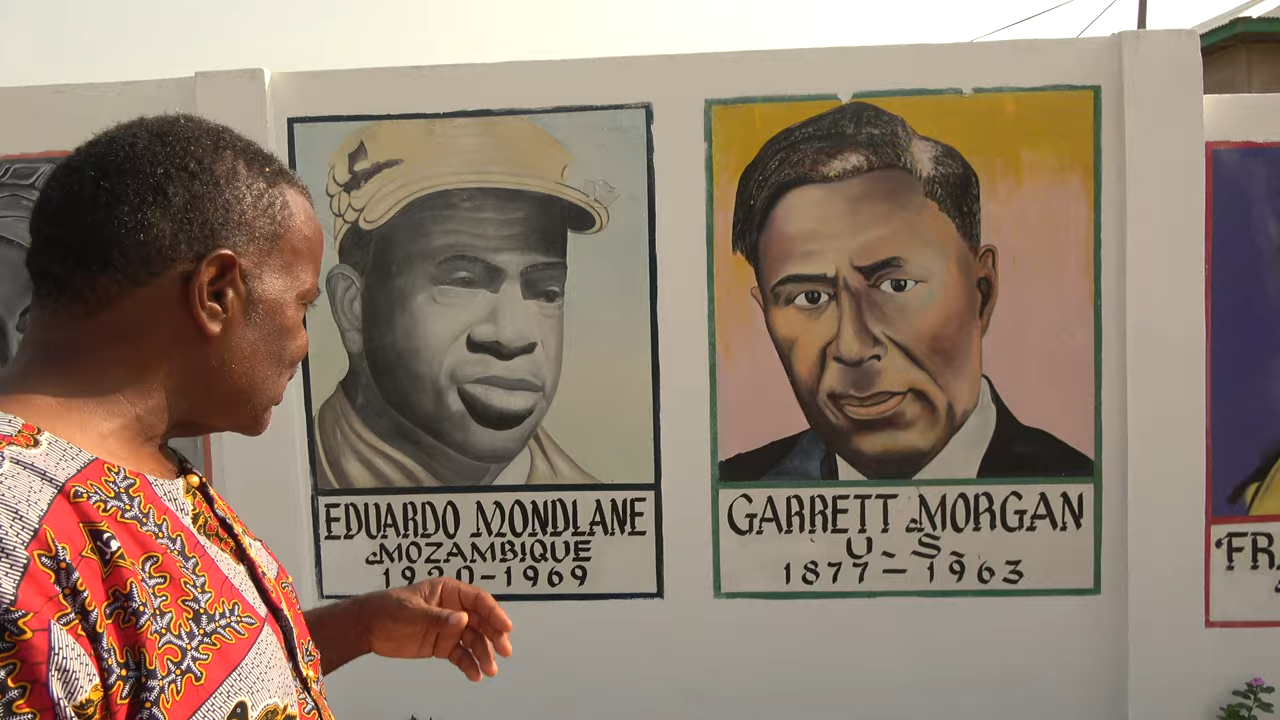 EDUARDO MONDLANE
MOZAMBIQUE
1920-1969
GARRETT MORGAN
U-S-
1877-1963